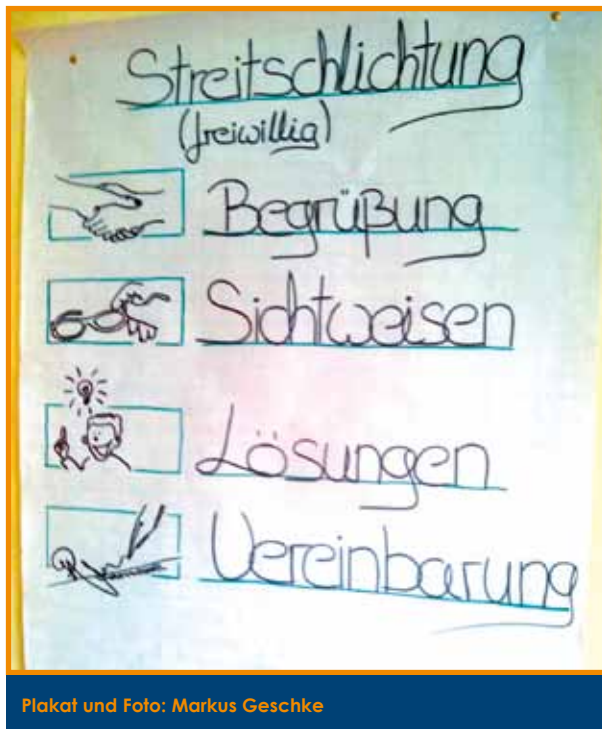 Streitschlichtung
(freiwillig)
Begrüßung
Sichtweisen
Lösungen
Vereinbarung
Plakat und Foto: Markus Geschke